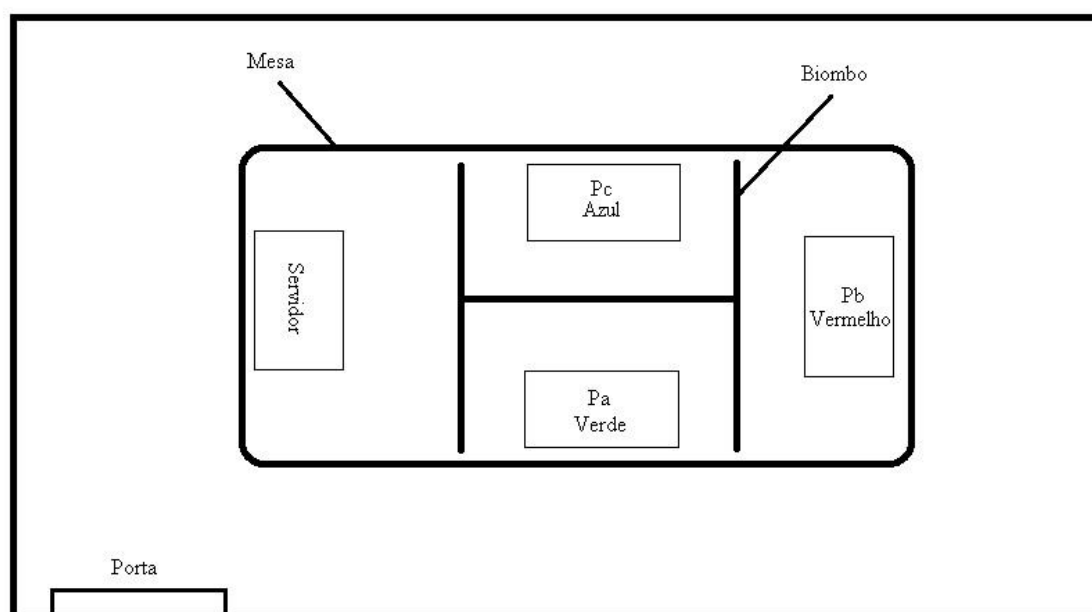 Mesa
Biombo
Pc
Azul
Servidor
Pb
Vermelho
Pa
Verde
Porta